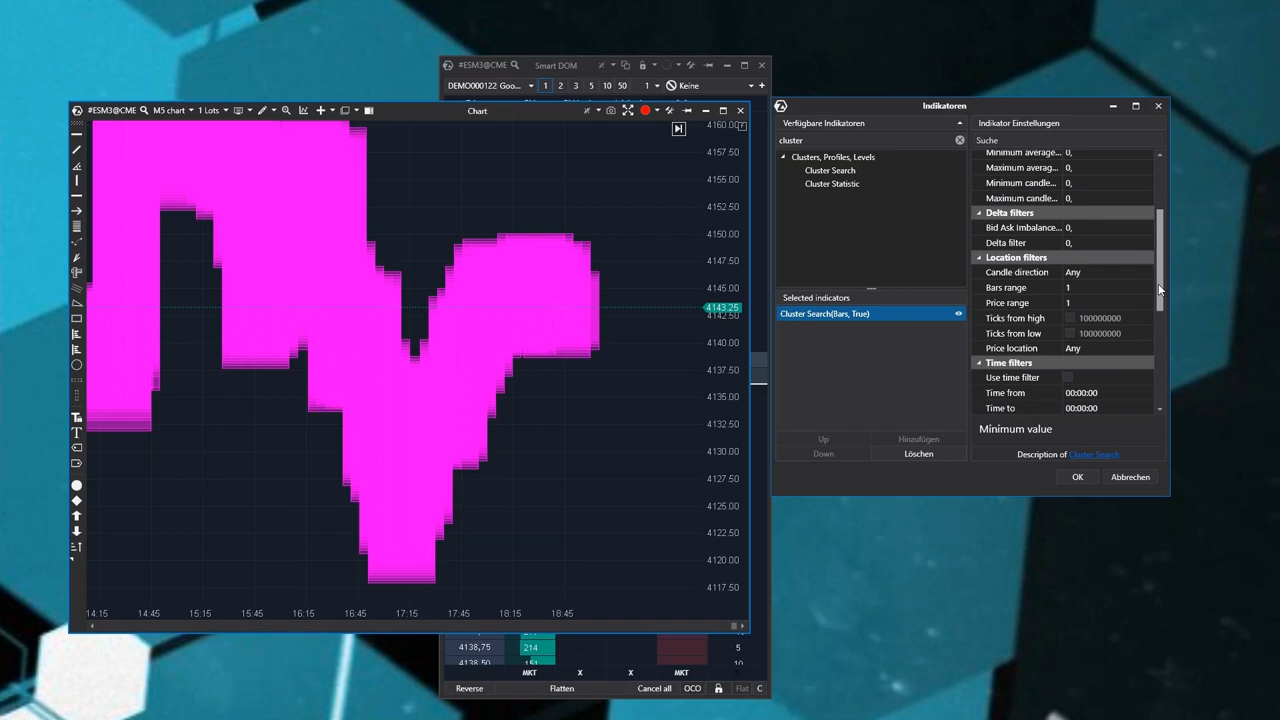 #ESM3@CME Smart DOM
DEMO000122 Goo... 1 2 3 5 10 50 1 Keine
#ESM3@CME M5 chart 1 Lots Chart
4160.00
F
4157.50
4155.00
4152.50
4150.00
4147.50
4145.00
4143.25
4142.50
4140.00
4137.50
4135.00
4132.50
4130.00
4127.50
4125.00
4122.50
4120.00
4117.50
14:15 14:45 15:15 15:45 16:15 16:45 17:15 17:45 18:15 18:45
4138,75 214 5
4138,50 151 10
MKT X X MKT
Reverse Flatten Cancel all OCO Flat C
Indikatoren
Verfügbare Indikatoren
cluster
Clusters, Profiles, Levels
Cluster Search
Cluster Statistic
Selected indicators
Cluster Search(Bars, True)
Up Hinzufügen
Down Löschen
Indikator Einstellungen
Suche
Minimum average... 0,
Maximum averag... 0,
Minimum candle... 0,
Maximum candle... 0,
Delta filters
Bid Ask Imbalance... 0,
Delta filter 0,
Location filters
Candle direction Any
Bars range 1
Price range 1
Ticks from high 100000000
Ticks from low 100000000
Price location Any
Time filters
Use time filter
Time from 00:00:00
Time to 00:00:00
Minimum value
Description of Cluster Search
OK Abbrechen